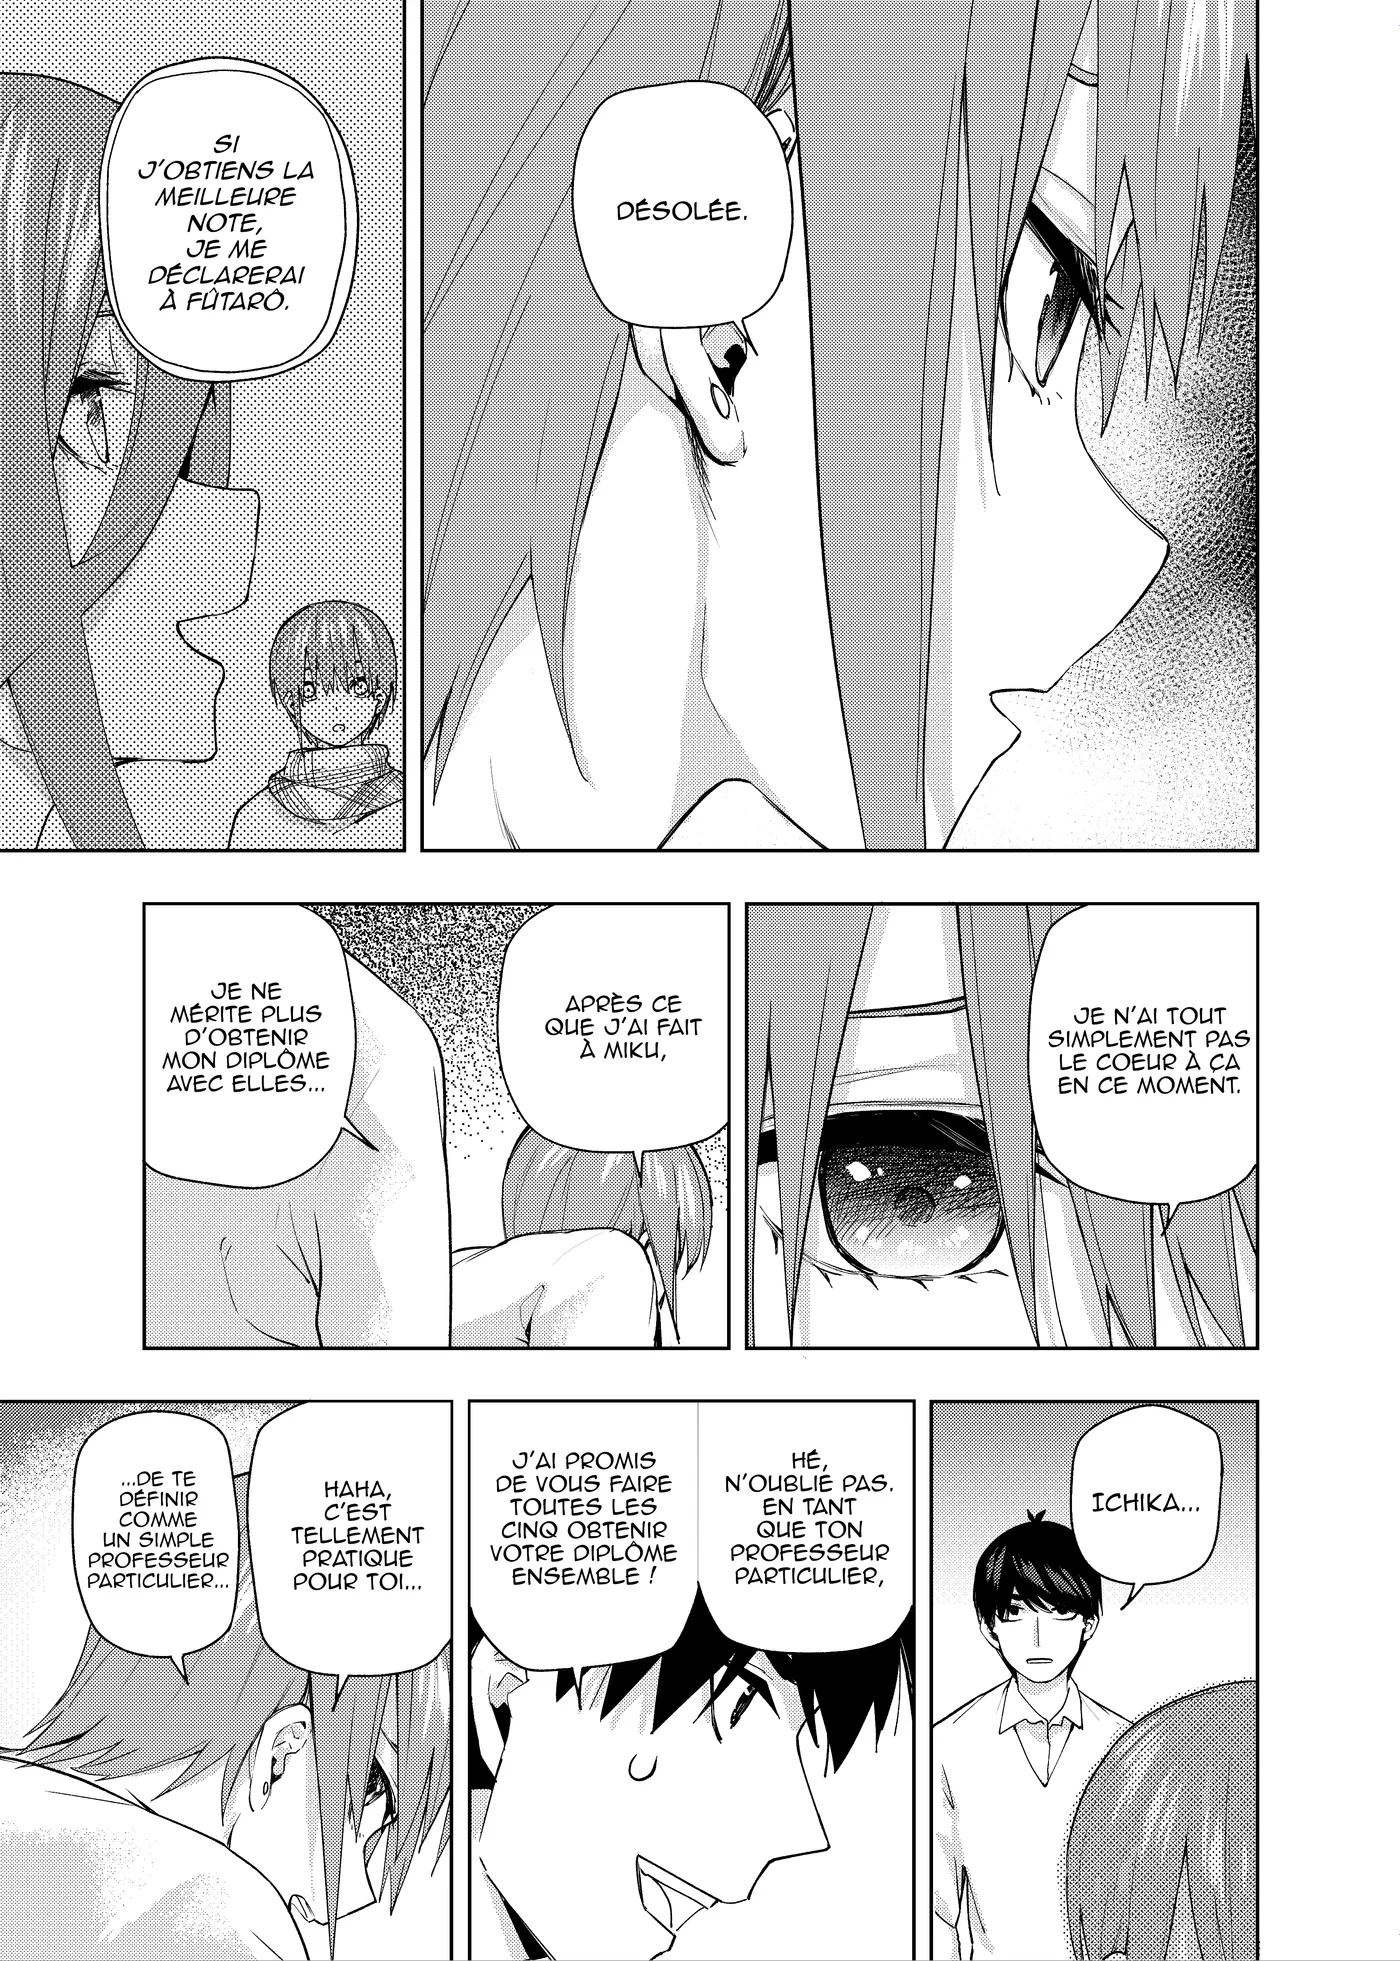 DÉSOLÉE.
SI
J'OBTIENS LA
MEILLEURE
NOTE,
JE ME
DÉCLARERAI
À FÛTARÔ.
JE N'AI TOUT
SIMPLEMENT PAS
LE COEUR À ÇA
EN CE MOMENT.
APRÈS CE
QUE J'AI FAIT
À MIKU,
JE NE
MÉRITE PLUS
D'OBTENIR
MON DIPLÔME
AVEC ELLES...
ICHIKA...
HÉ,
N'OUBLIE PAS.
EN TANT
QUE TON
PROFESSEUR
PARTICULIER,
J'AI PROMIS
DE VOUS FAIRE
TOUTES LES
CINQ OBTENIR
VOTRE DIPLÔME
ENSEMBLE !
HAHA,
C'EST
TELLEMENT
PRATIQUE
POUR TOI...
...DE TE
DÉFINIR
COMME
UN SIMPLE
PROFESSEUR
PARTICULIER...